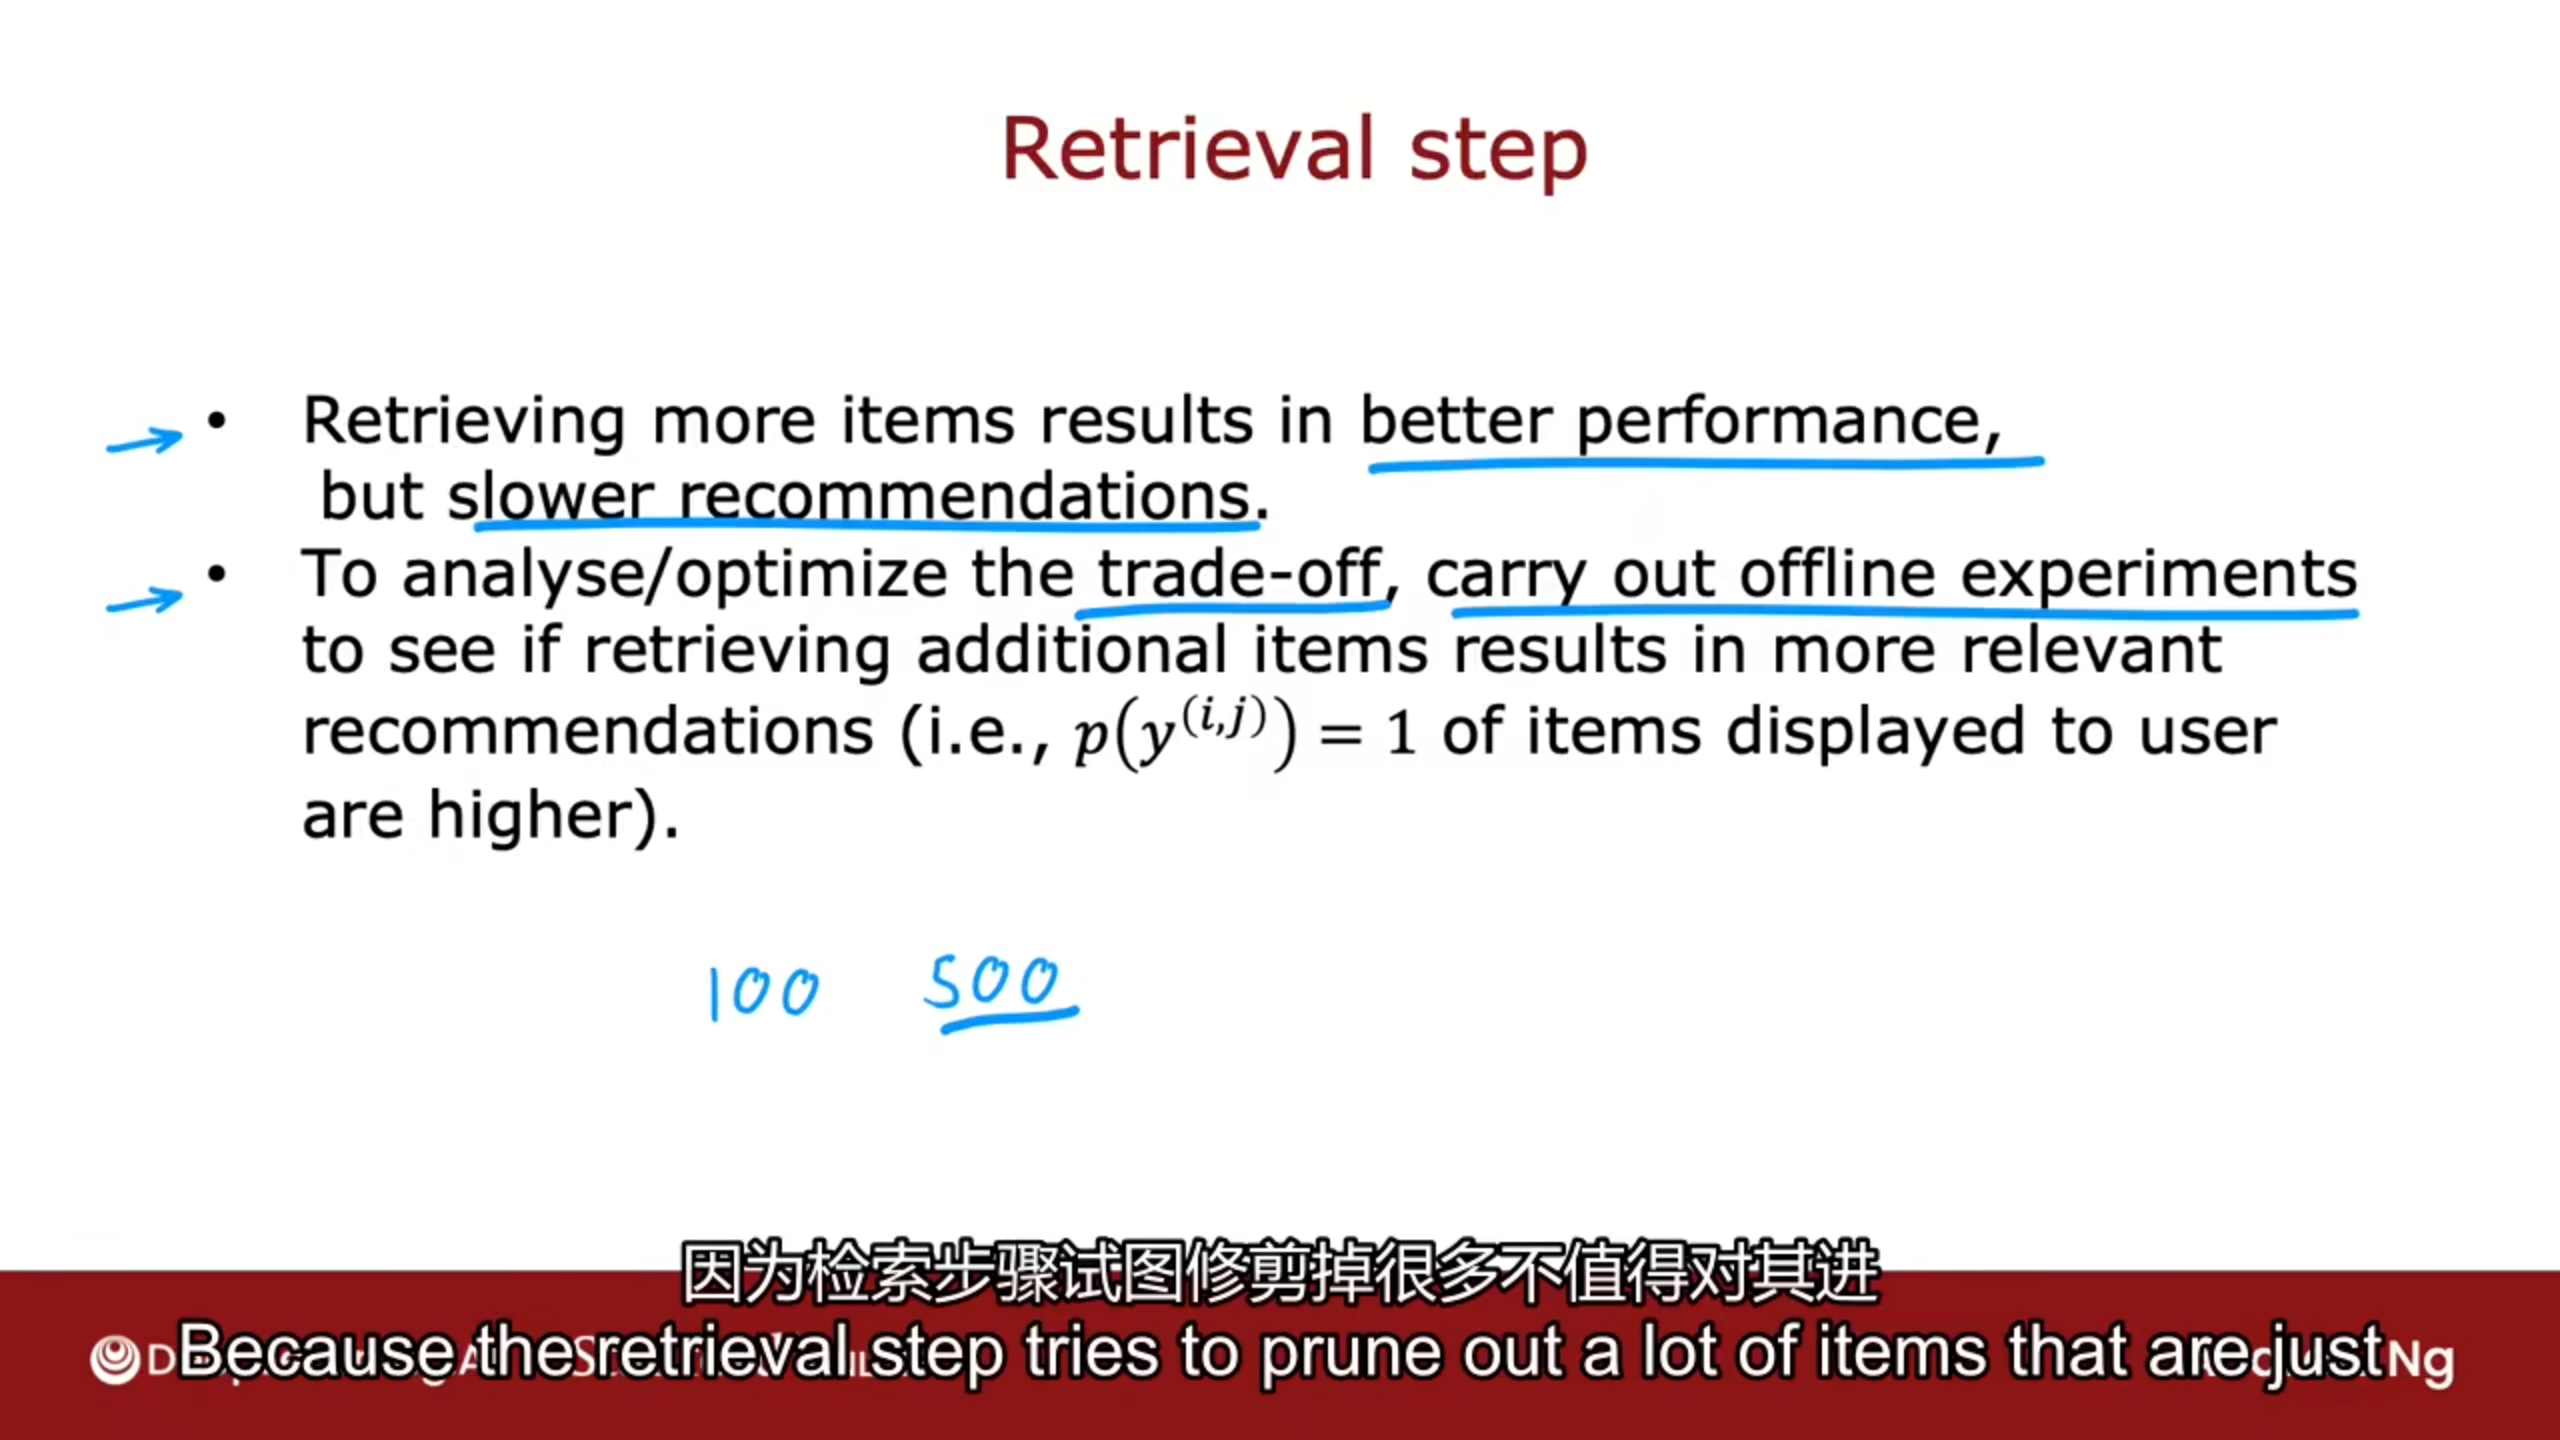 Retrieval step
• Retrieving more items results in better performance,
but slower recommendations.
• To analyse/optimize the trade-off, carry out offline experiments
to see if retrieving additional items results in more relevant
recommendations (i.e., p(y^(i,j)) = 1 of items displayed to user
are higher).
100 500
因为检索步骤试图修剪掉很多不值得对其进
Because the retrieval step tries to prune out a lot of items that are just
Ng